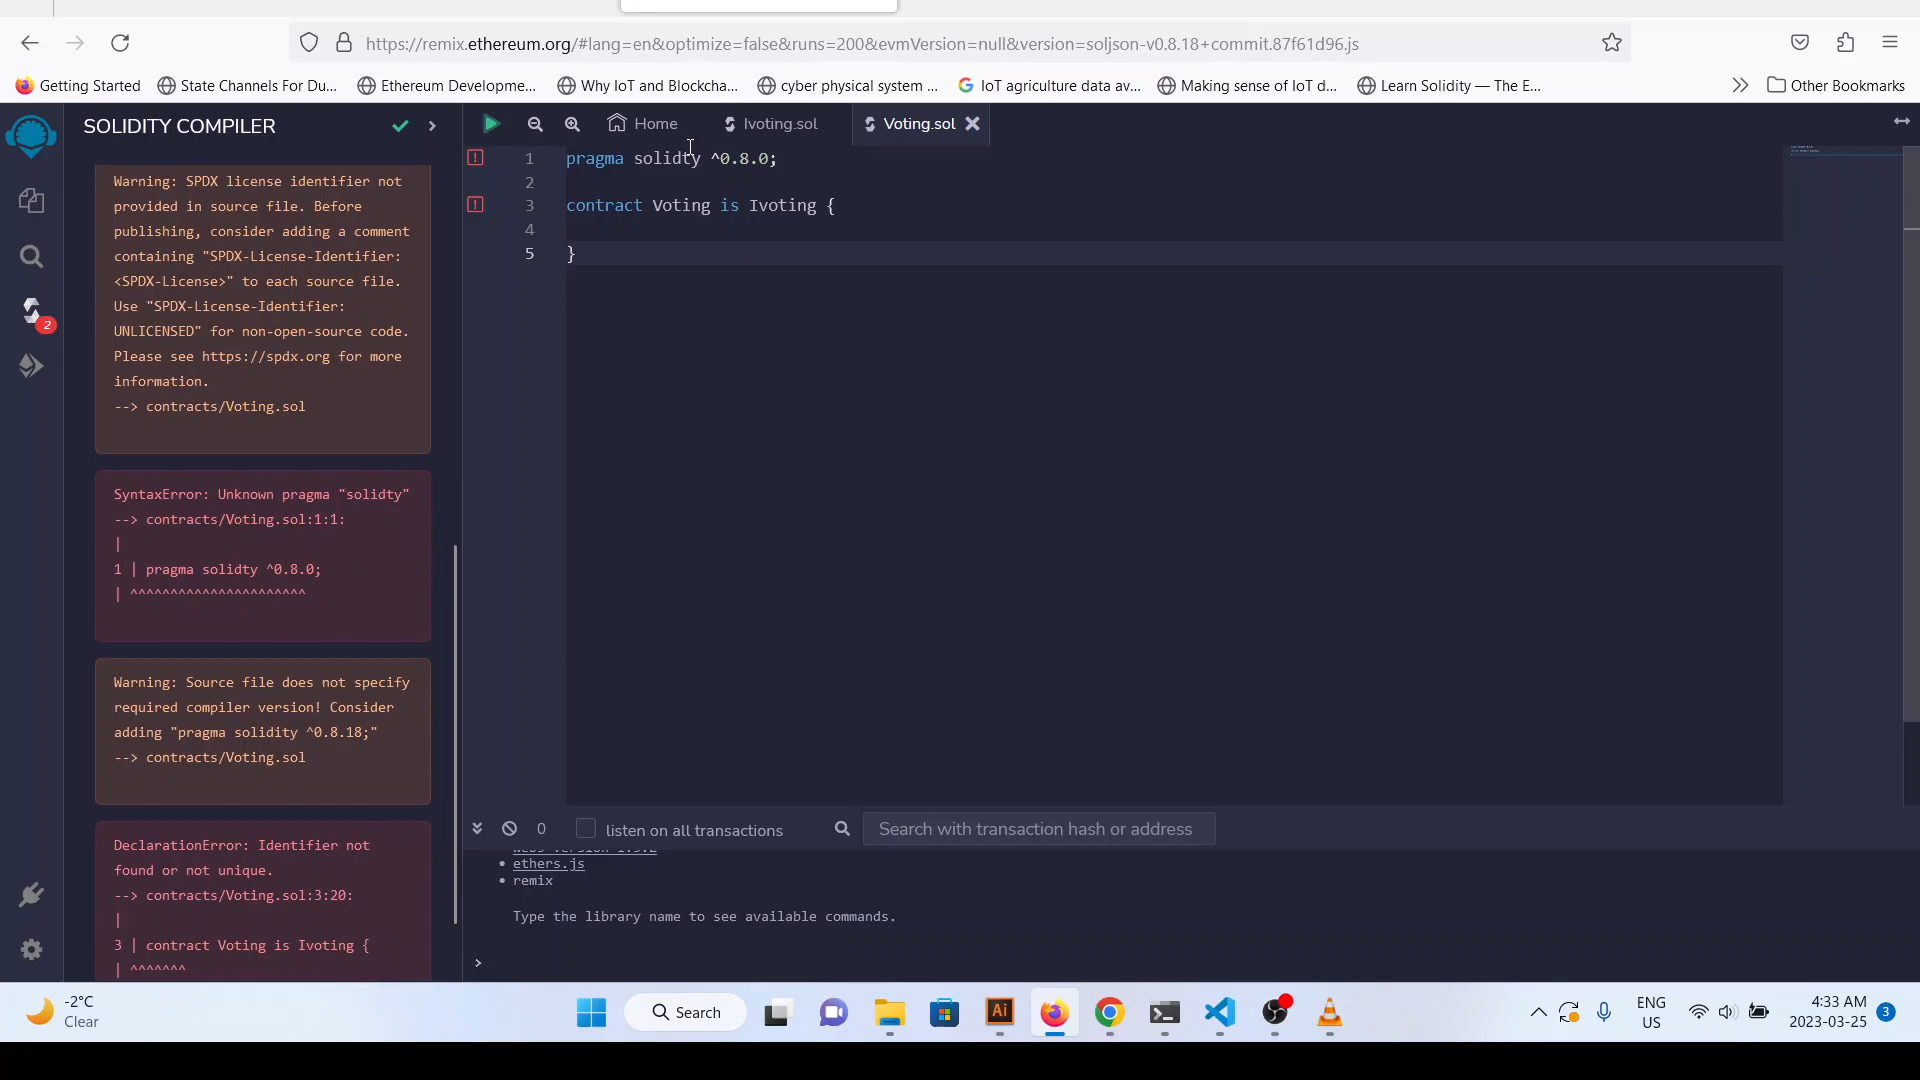 https://remix.ethereum.org/#lang=en&optimize=false&runs=200&evmVersion=null&version=soljson-v0.8.18+commit.87f61d96.js
Getting Started
State Channels For Du...
Ethereum Developme...
Why IoT and Blockcha...
cyber physical system ...
IoT agriculture data av...
Making sense of IoT d...
Learn Solidity — The E...
Other Bookmarks
SOLIDITY COMPILER
Home
Ivoting.sol
Voting.sol
Warning: SPDX license identifier not
provided in source file. Before
publishing, consider adding a comment
containing "SPDX-License-Identifier:
<SPDX-License>" to each source file.
Use "SPDX-License-Identifier:
UNLICENSED" for non-open-source code.
Please see https://spdx.org for more
information.
--> contracts/Voting.sol
SyntaxError: Unknown pragma "solidty"
--> contracts/Voting.sol:1:1:
|
1 | pragma solidty ^0.8.0;
| ^^^^^^^^^^^^^^^^^^^^^^
Warning: Source file does not specify
required compiler version! Consider
adding "pragma solidity ^0.8.18;"
--> contracts/Voting.sol
DeclarationError: Identifier not
found or not unique.
--> contracts/Voting.sol:3:20:
|
3 | contract Voting is Ivoting {
| ^^^^^^^
2
1 pragma solidty ^0.8.0;
2
3 contract Voting is Ivoting {
4
5 }
0
listen on all transactions
Search with transaction hash or address
• ethers.js
• remix
Type the library name to see available commands.
>
-2°C
Clear
Search
Ai
ENG
US
4:33 AM
2023-03-25
3